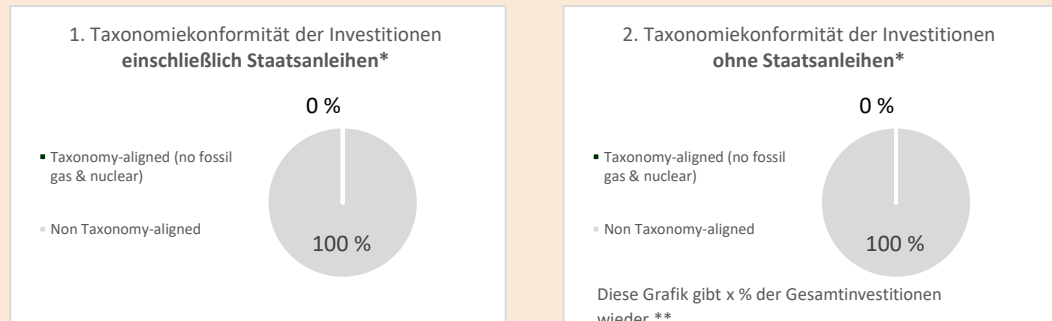 1. Taxonomiekonformität der Investitionen
einschließlich Staatsanleihen*
0 %
▪ Taxonomy-aligned (no fossil
gas & nuclear)
▪ Non Taxonomy-aligned
100 %
2. Taxonomiekonformität der Investitionen
ohne Staatsanleihen*
0 %
▪ Taxonomy-aligned (no fossil
gas & nuclear)
▪ Non Taxonomy-aligned
100 %
Diese Grafik gibt x % der Gesamtinvestitionen
wieder.**